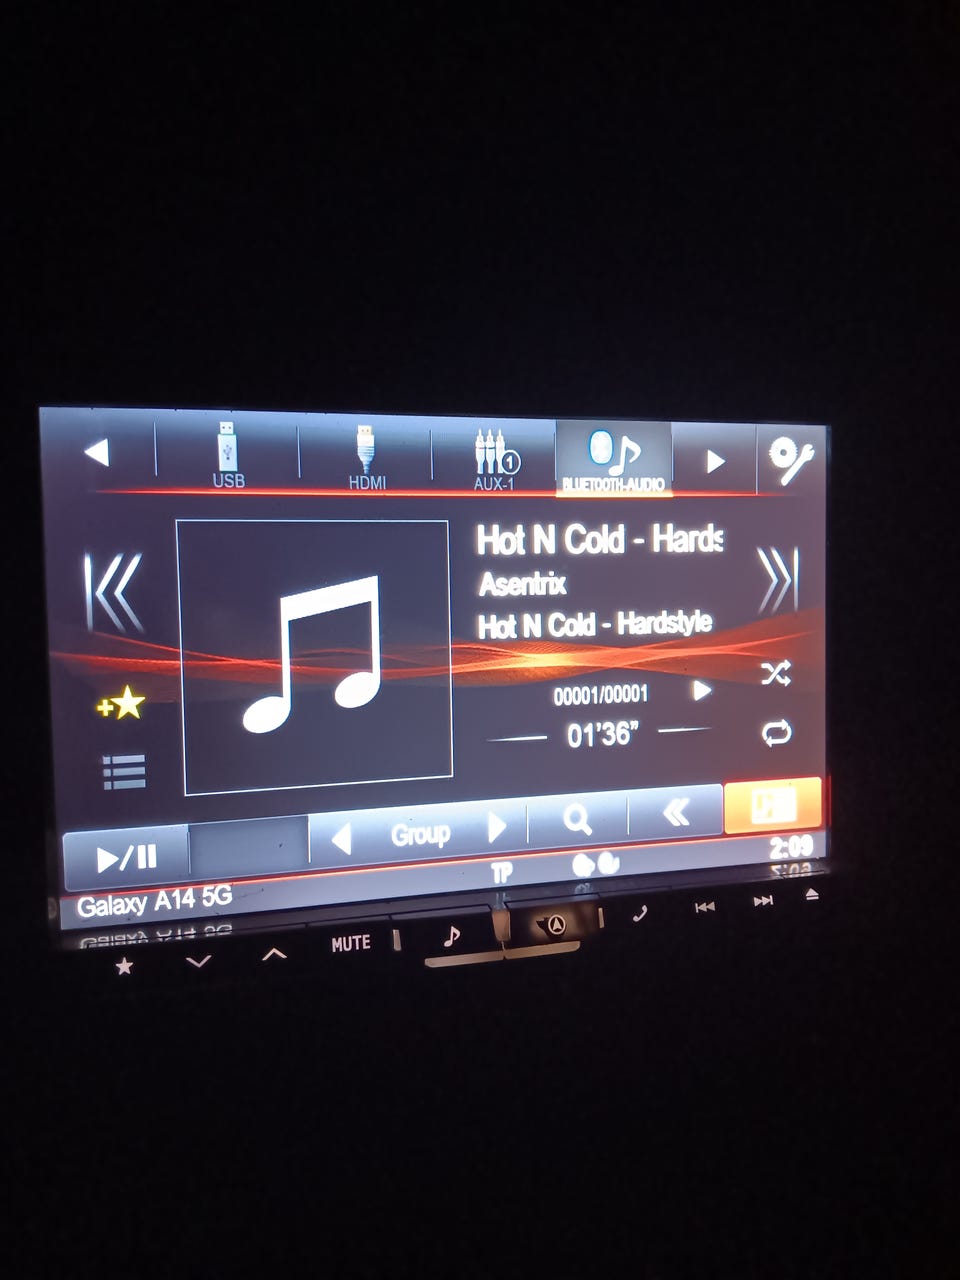 USB
HDMI
AUX-1
1
BLUETOOTH-AUDIO
Hot N Cold - Hards
Asentrix
Hot N Cold - Hardstyle
00001/00001
01'36"
Group
TP
2:09
Galaxy A14 5G
MUTE